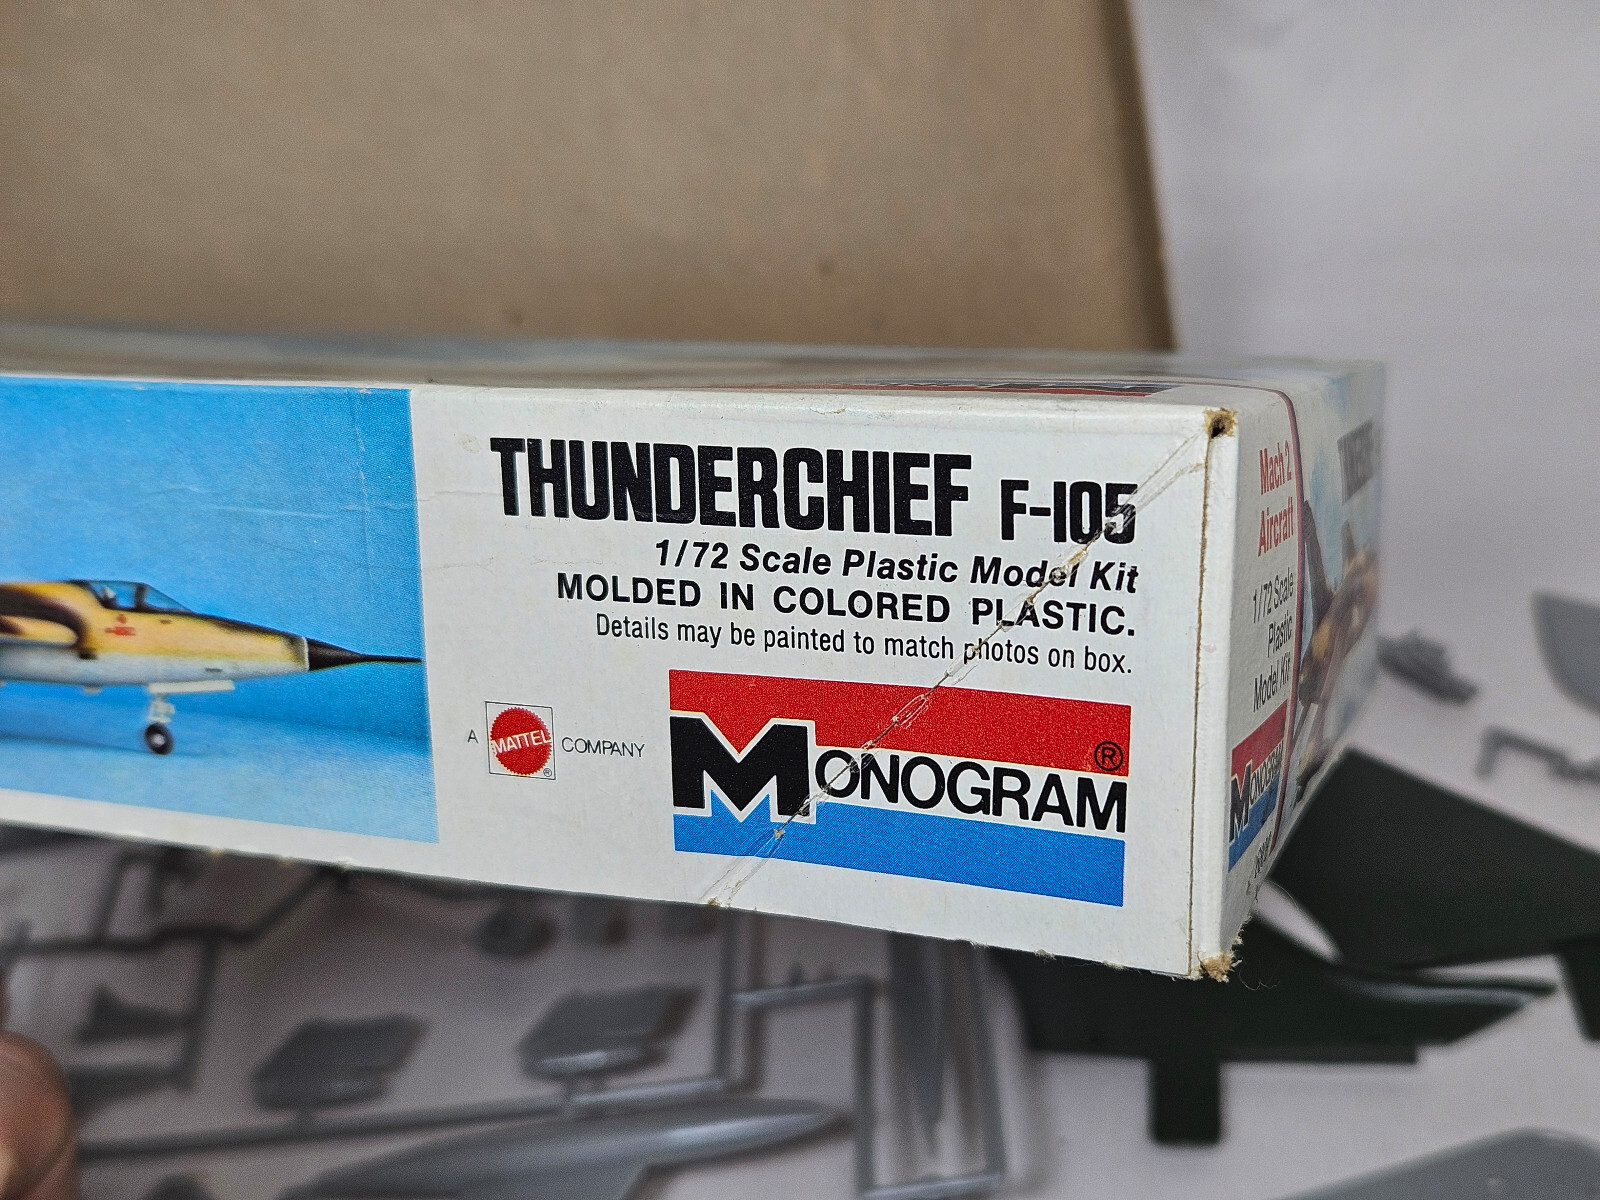 THUNDERCHIEF F-105
1/72 Scale Plastic Model Kit
MOLDED IN COLORED PLASTIC.
Details may be painted to match photos on box.
A MATTEL® COMPANY
MONOGRAM®
Mach 2
Aircraft
1/72 Scale
Plastic
Model Kit
MONOGRAM